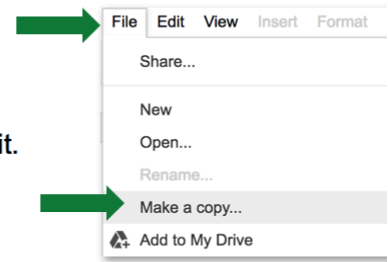 File Edit View Insert Format
Share...
New
Open...
Rename...
it.
Make a copy...
Add to My Drive